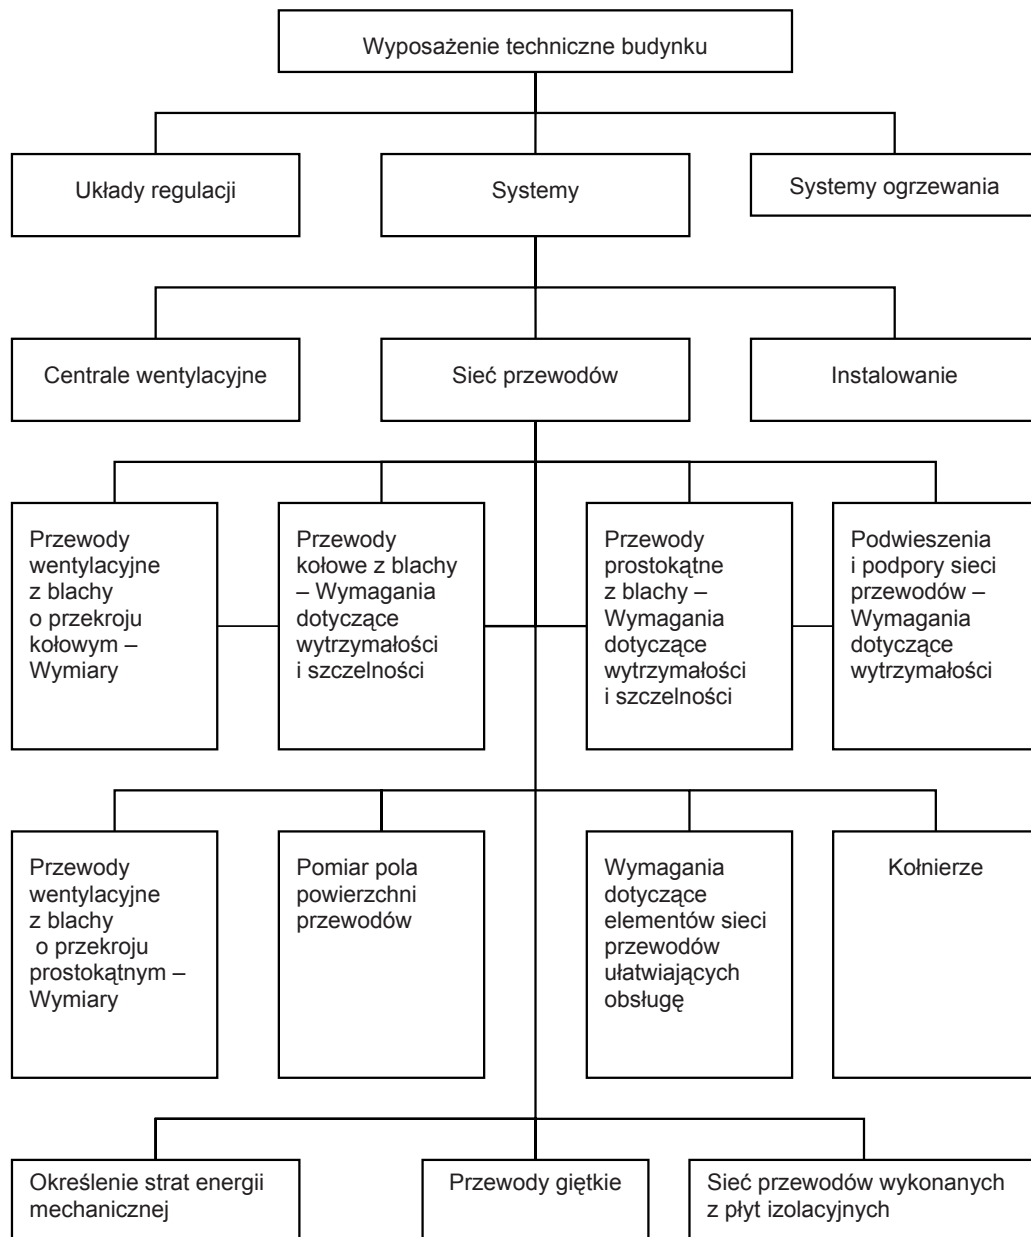 Wyposażenie techniczne budynku
Układy regulacji
Systemy
Systemy ogrzewania
Centrale wentylacyjne
Sieć przewodów
Instalowanie
Przewody
wentylacyjne
z blachy
o przekroju
kołowym –
Wymiary
Przewody
kołowe z blachy
– Wymagania
dotyczące
wytrzymałości
i szczelności
Przewody
prostokątne
z blachy –
Wymagania
dotyczące
wytrzymałości
i szczelności
Podwieszenia
i podpory sieci
przewodów –
Wymagania
dotyczące
wytrzymałości
Przewody
wentylacyjne
z blachy
o przekroju
prostokątnym –
Wymiary
Pomiar pola
powierzchni
przewodów
Wymagania
dotyczące
elementów sieci
przewodów
ułatwiających
obsługę
Kołnierze
Określenie strat energii
mechanicznej
Przewody giętkie
Sieć przewodów wykonanych
z płyt izolacyjnych